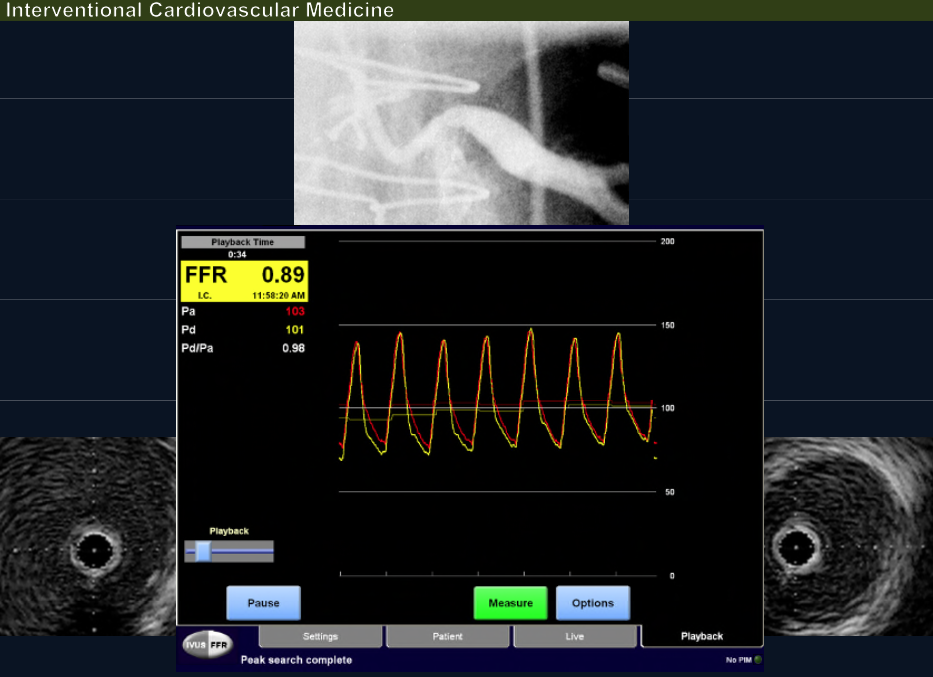 Interventional Cardiovascular Medicine
Playback Time
0:34
FFR 0.89
I.C. 11:58:20 AM
Pa 103
Pd 101
Pd/Pa 0.98
200
150
100
50
0
Playback
Pause
Measure
Options
Settings
Patient
Live
Playback
IVUS FFR
Peak search complete
No PIM